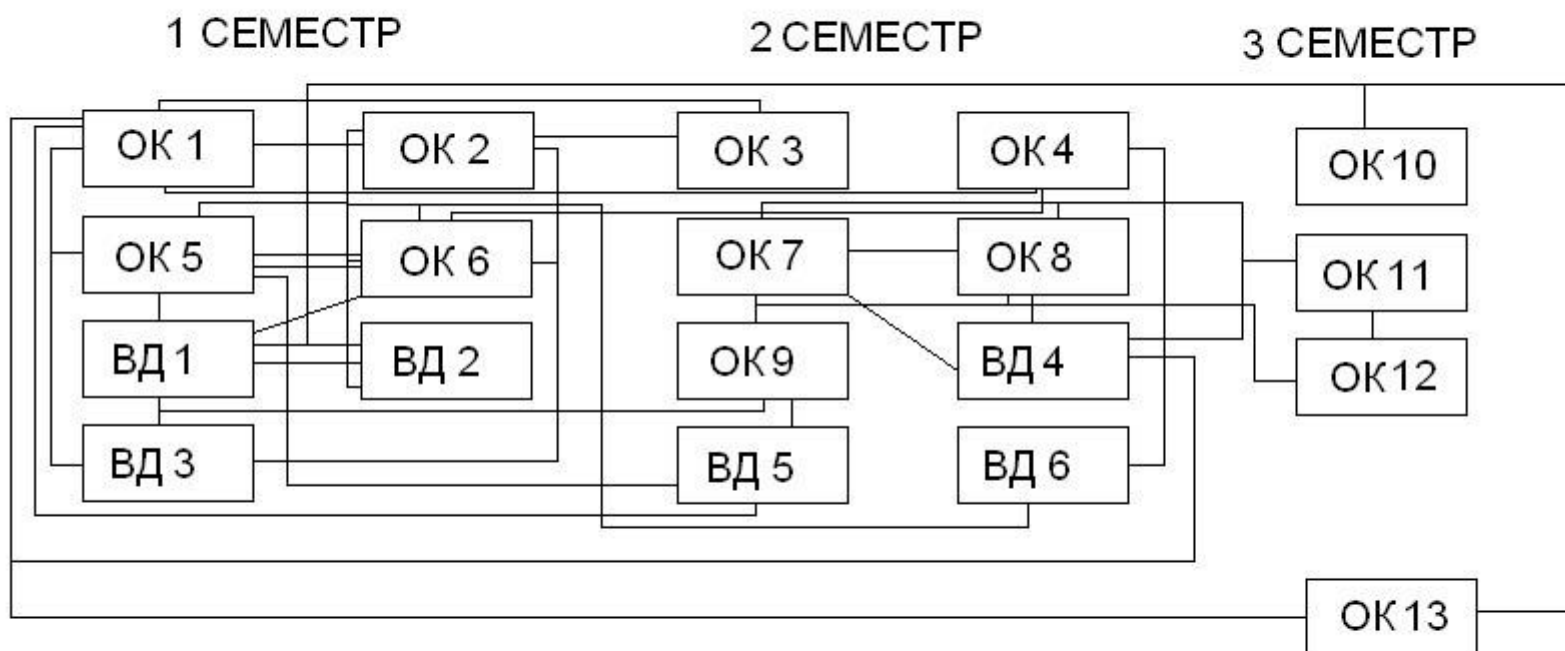 1 СЕМЕСТР 2 СЕМЕСТР 3 СЕМЕСТР
ОК 1 ОК 2 ОК 3 ОК 4 ОК 10
ОК 5 ОК 6 ОК 7 ОК 8 ОК 11
ВД 1 ВД 2 ОК 9 ВД 4 ОК 12
ВД 3 ВД 5 ВД 6
ОК 13